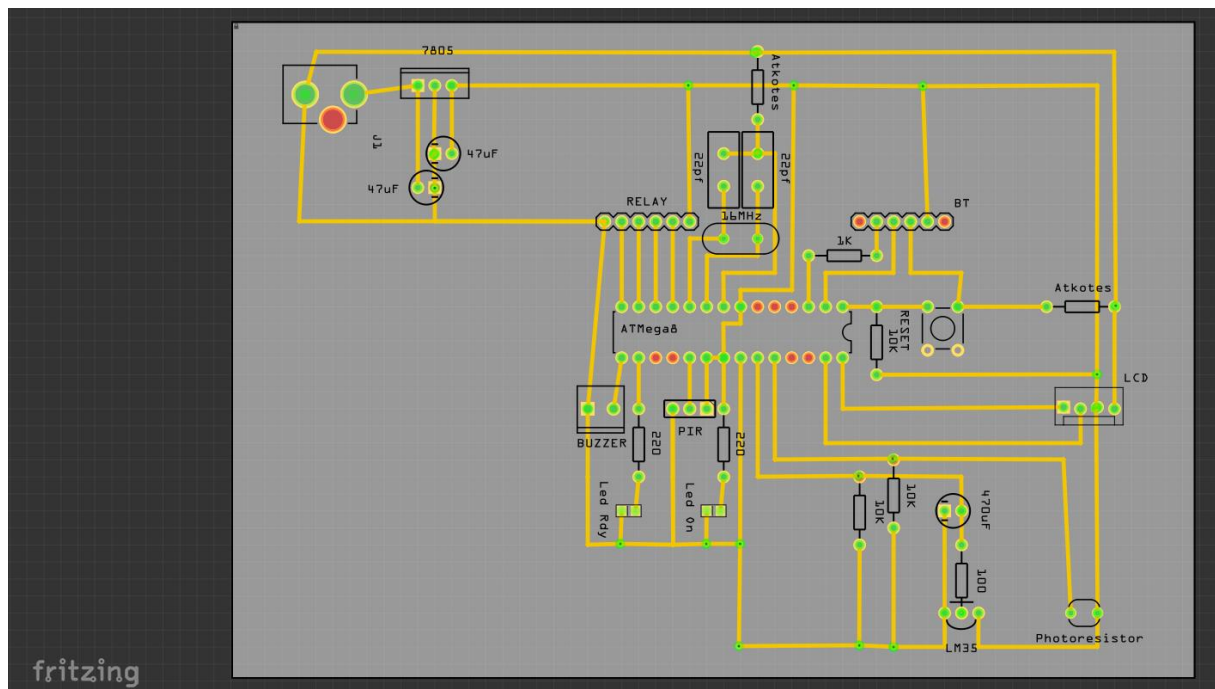 7805
Atkotes
J1
47uF
47uF
22pf
22pf
RELAY
16MHz
BT
1K
Atkotes
ATMega8
RESET
10K
LCD
BUZZER
220
PIR
220
Led Rdy
Led On
10K
10K
470uF
100
LM35
Photoresistor
fritzing